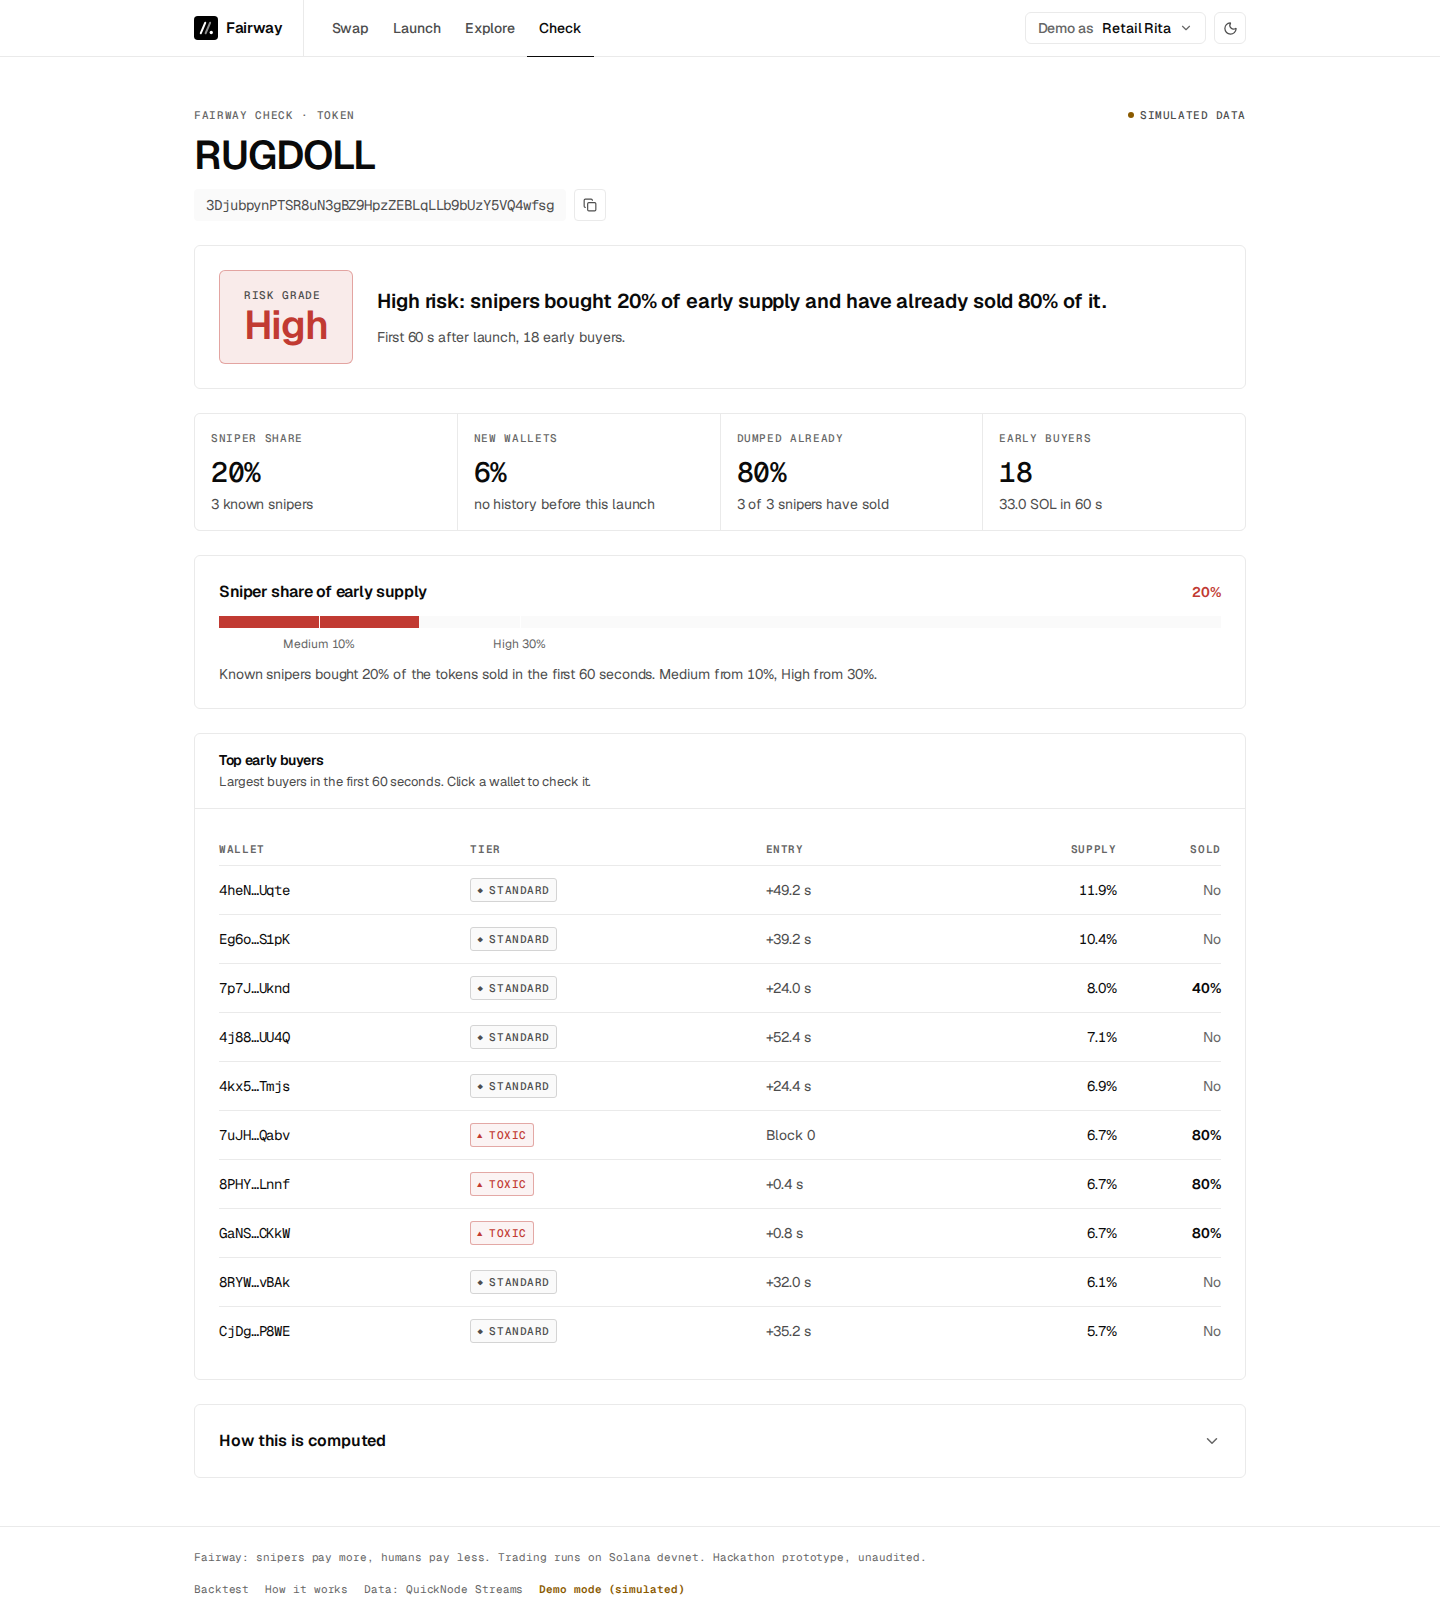 Fairway
Swap Launch Explore Check
Demo as Retail Rita
FAIRWAY CHECK · TOKEN
SIMULATED DATA
RUGDOLL
3DjubpynPTSR8uN3gBZ9HpzZEBLqLLb9bUzY5VQ4wfsg
RISK GRADE
High
High risk: snipers bought 20% of early supply and have already sold 80% of it.
First 60 s after launch, 18 early buyers.
SNIPER SHARE
20%
3 known snipers
NEW WALLETS
6%
no history before this launch
DUMPED ALREADY
80%
3 of 3 snipers have sold
EARLY BUYERS
18
33.0 SOL in 60 s
Sniper share of early supply 20%
Medium 10% High 30%
Known snipers bought 20% of the tokens sold in the first 60 seconds. Medium from 10%, High from 30%.
Top early buyers
Largest buyers in the first 60 seconds. Click a wallet to check it.
WALLET TIER ENTRY SUPPLY SOLD
4heN…Uqte STANDARD +49.2 s 11.9% No
Eg6o…S1pK STANDARD +39.2 s 10.4% No
7p7J…Uknd STANDARD +24.0 s 8.0% 40%
4j88…UU4Q STANDARD +52.4 s 7.1% No
4kx5…Tmjs STANDARD +24.4 s 6.9% No
7uJH…Qabv TOXIC Block 0 6.7% 80%
8PHY…Lnnf TOXIC +0.4 s 6.7% 80%
GaNS…CKkW TOXIC +0.8 s 6.7% 80%
8RYW…vBAk STANDARD +32.0 s 6.1% No
CjDg…P8WE STANDARD +35.2 s 5.7% No
How this is computed
Fairway: snipers pay more, humans pay less. Trading runs on Solana devnet. Hackathon prototype, unaudited.
Backtest How it works Data: QuickNode Streams Demo mode (simulated)